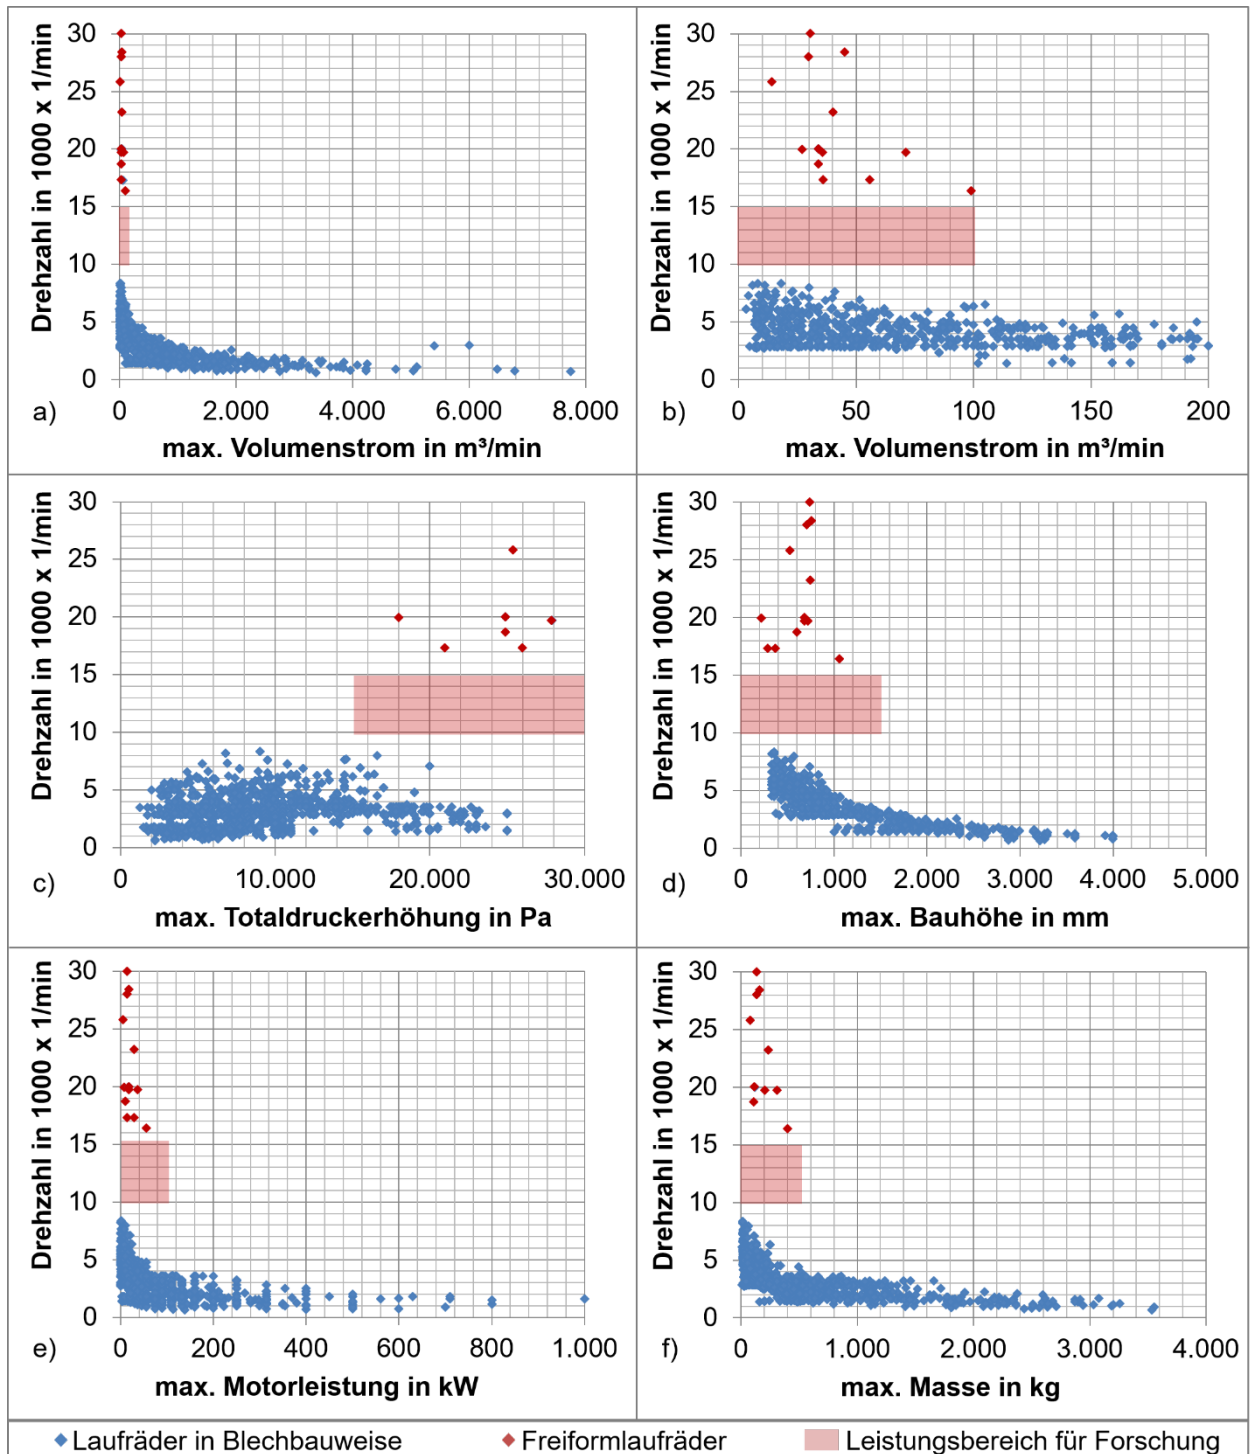 Drehzahl in 1000 x 1/min
30
25
20
15
10
5
0
0 2.000 4.000 6.000 8.000
a)
max. Volumenstrom in m³/min
Drehzahl in 1000 x 1/min
30
25
20
15
10
5
0
0 50 100 150 200
b)
max. Volumenstrom in m³/min
Drehzahl in 1000 x 1/min
30
25
20
15
10
5
0
0 10.000 20.000 30.000
c)
max. Totaldruckerhöhung in Pa
Drehzahl in 1000 x 1/min
30
25
20
15
10
5
0
0 1.000 2.000 3.000 4.000 5.000
d)
max. Bauhöhe in mm
Drehzahl in 1000 x 1/min
30
25
20
15
10
5
0
0 200 400 600 800 1.000
e)
max. Motorleistung in kW
Drehzahl in 1000 x 1/min
30
25
20
15
10
5
0
0 1.000 2.000 3.000 4.000
f)
max. Masse in kg
Laufräder in Blechbauweise Freiformlaufräder Leistungsbereich für Forschung